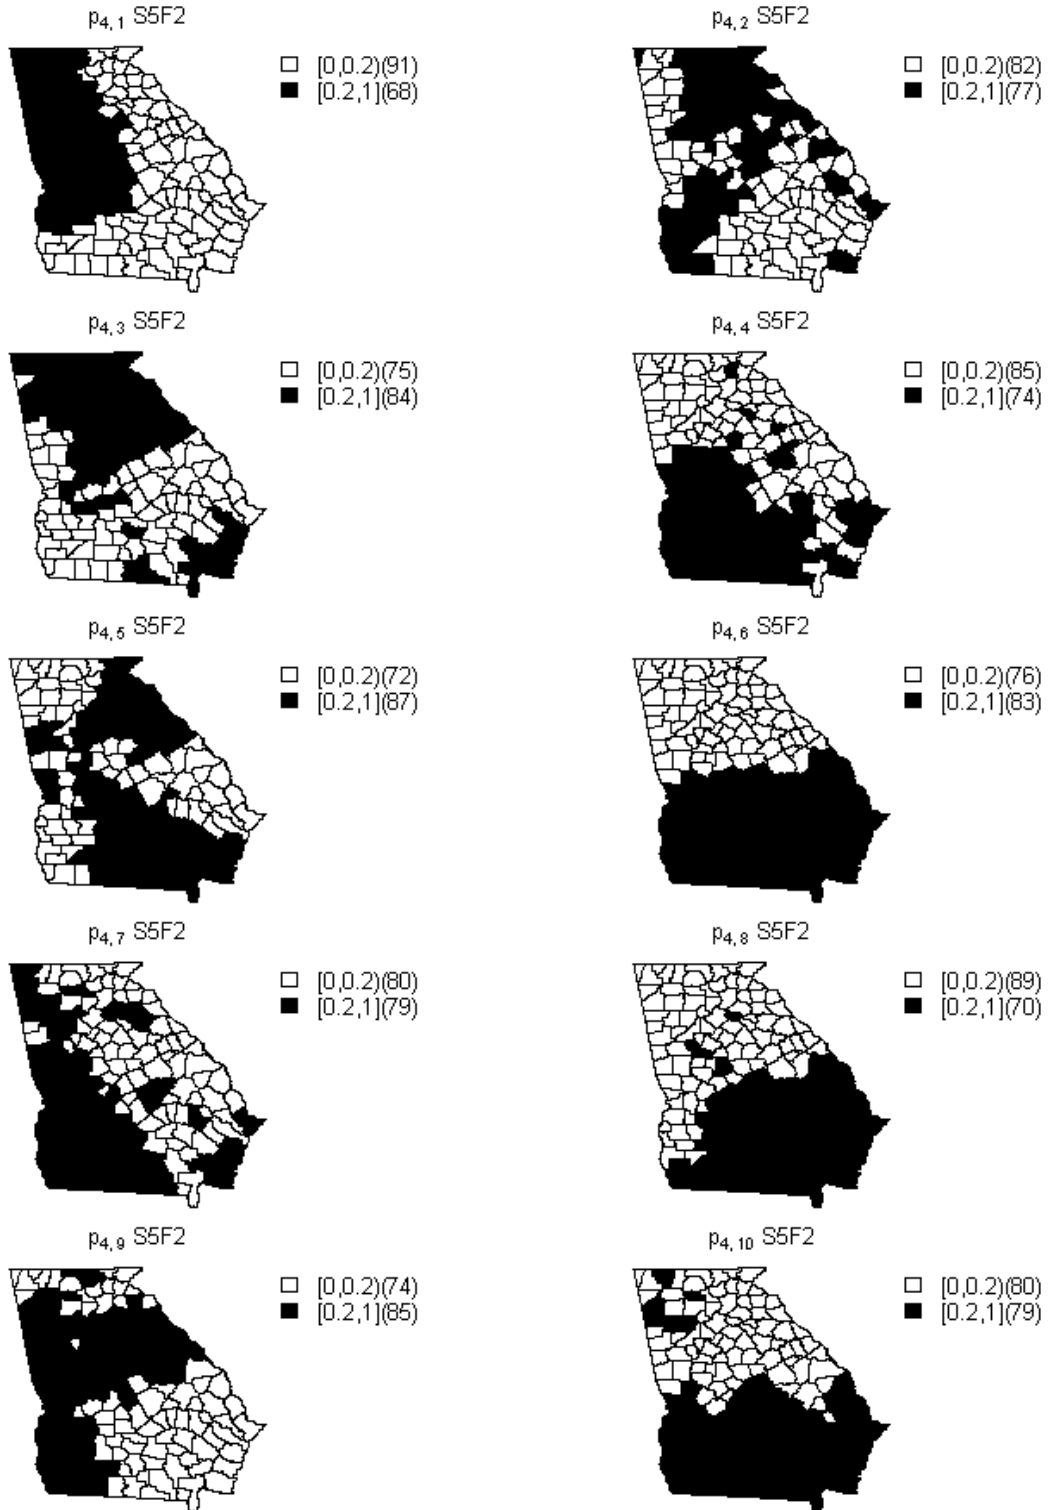 p4, 1 S5F2
[0,0.2)(91)
[0.2,1](68)
p4, 2 S5F2
[0,0.2)(82)
[0.2,1](77)
p4, 3 S5F2
[0,0.2)(75)
[0.2,1](84)
p4, 4 S5F2
[0,0.2)(85)
[0.2,1](74)
p4, 5 S5F2
[0,0.2)(72)
[0.2,1](87)
p4, 6 S5F2
[0,0.2)(76)
[0.2,1](83)
p4, 7 S5F2
[0,0.2)(80)
[0.2,1](79)
p4, 8 S5F2
[0,0.2)(89)
[0.2,1](70)
p4, 9 S5F2
[0,0.2)(74)
[0.2,1](85)
p4, 10 S5F2
[0,0.2)(80)
[0.2,1](79)